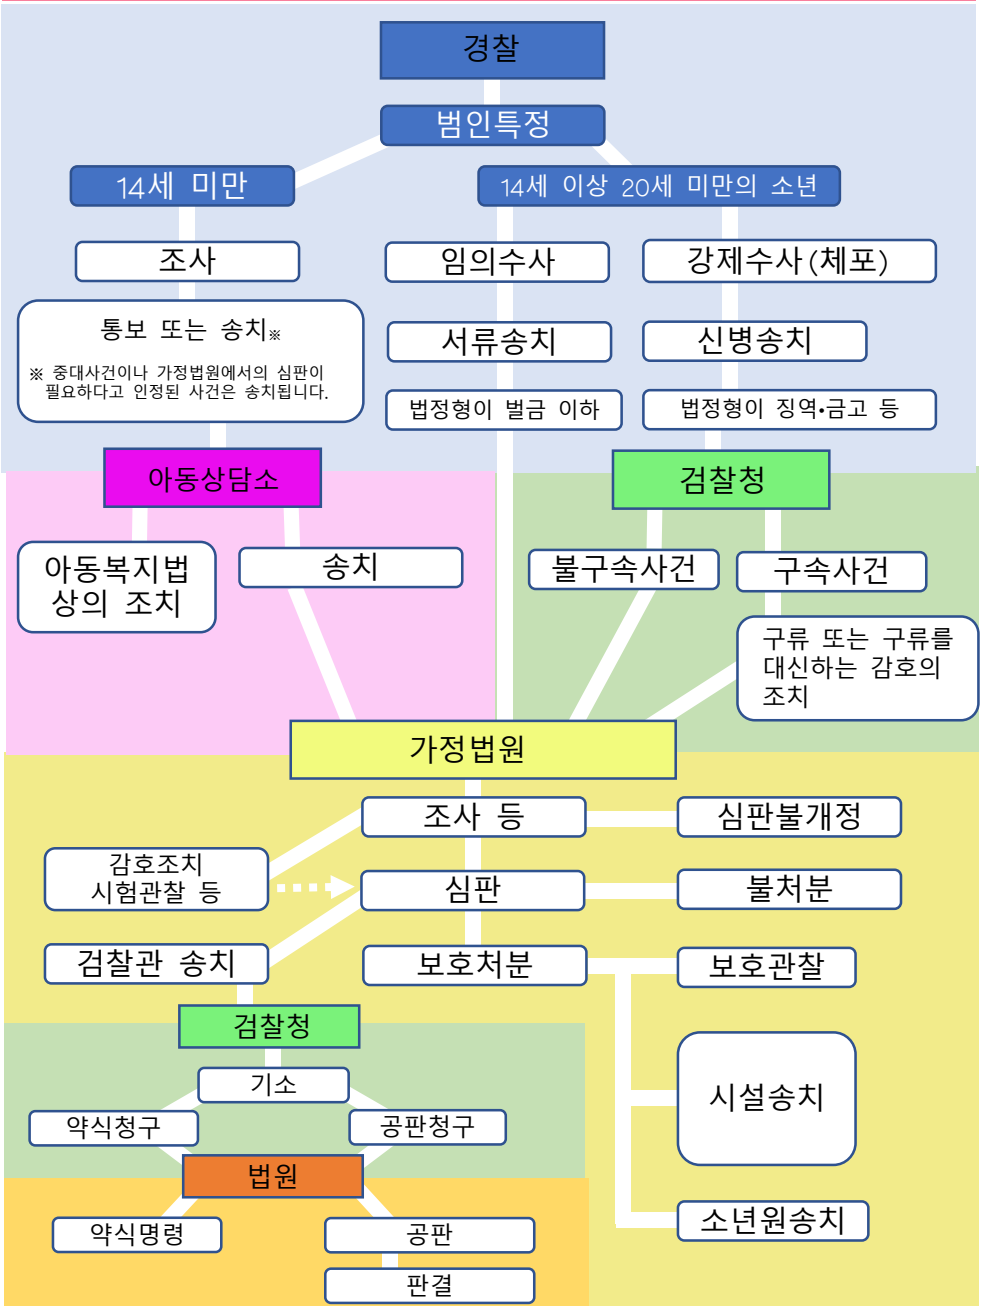 경찰
범인특정
14세 미만
14세 이상 20세 미만의 소년
조사
임의수사
강제수사(체포)
통보 또는 송치※
※ 중대사건이나 가정법원에서의 심판이
필요하다고 인정된 사건은 송치됩니다.
서류송치
신병송치
법정형이 벌금 이하
법정형이 징역•금고 등
아동상담소
검찰청
아동복지법
상의 조치
송치
불구속사건
구속사건
구류 또는 구류를
대신하는 감호의
조치
가정법원
조사 등
심판불개정
감호조치
시험관찰 등
심판
불처분
검찰관 송치
보호처분
보호관찰
검찰청
기소
시설송치
약식청구
공판청구
법원
소년원송치
약식명령
공판
판결